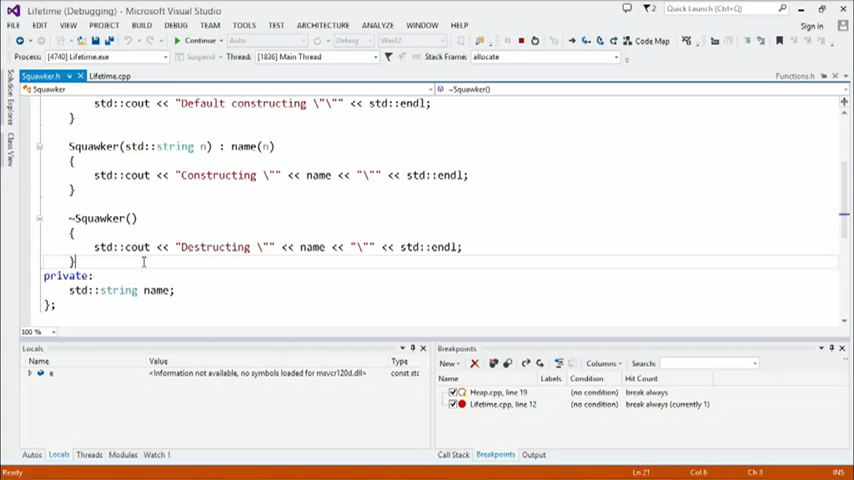 Lifetime (Debugging) - Microsoft Visual Studio
2
Quick Launch (Ctrl+Q)
FILE EDIT VIEW PROJECT BUILD DEBUG TEAM TOOLS TEST ARCHITECTURE ANALYZE WINDOW HELP
Sign in
Continue Auto Debug Win32 Code Map
Process: [4740] Lifetime.exe Suspend Thread: [1836] Main Thread Stack Frame: allocate
Solution Explorer
Class View
Squawker.h Lifetime.cpp Functions.h
Squawker ~Squawker()
std::cout << "Default constructing \"\"" << std::endl;
}
Squawker(std::string n) : name(n)
{
std::cout << "Constructing \"" << name << "\"" << std::endl;
}
~Squawker()
{
std::cout << "Destructing \"" << name << "\"" << std::endl;
}
private:
std::string name;
};
100 %
Locals
Name Value Type
e <Information not available, no symbols loaded for msvcr120d.dll> const stc
Autos Locals Threads Modules Watch 1
Breakpoints
New Columns Search:
Name Labels Condition Hit Count
Heap.cpp, line 19 (no condition) break always
Lifetime.cpp, line 12 (no condition) break always (currently 1)
Call Stack Breakpoints Output
Ready Ln 21 Col 6 Ch 3 INS